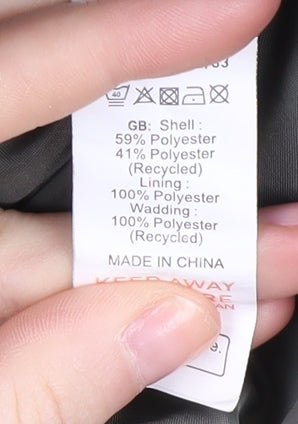 40
GB: Shell:
59% Polyester
41% Polyester
(Recycled)
Lining:
100% Polyester
Wadding:
100% Polyester
(Recycled)
MADE IN CHINA
KEEP AWAY